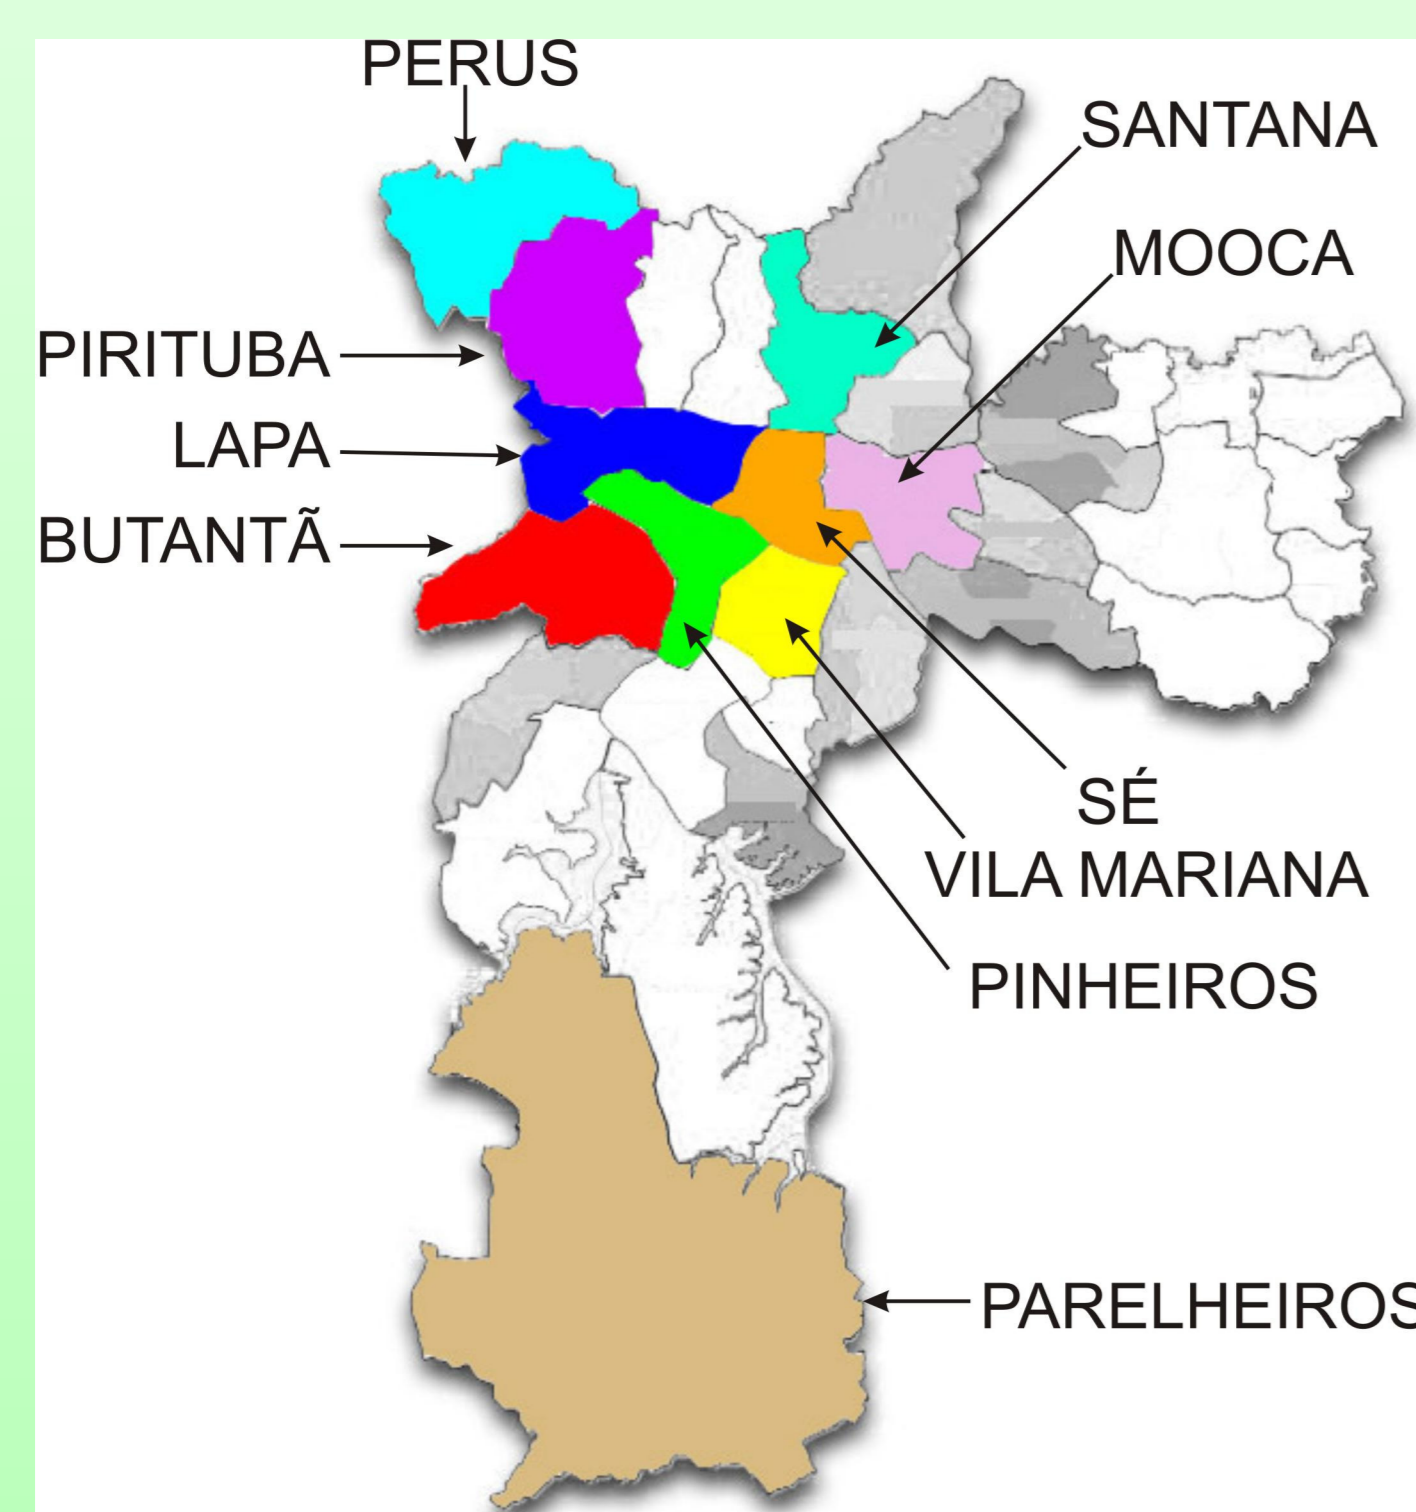 PERUS
SANTANA
MOOCA
PIRITUBA
LAPA
BUTANTÃ
SÉ
VILA MARIANA
PINHEIROS
PARELHEIROS